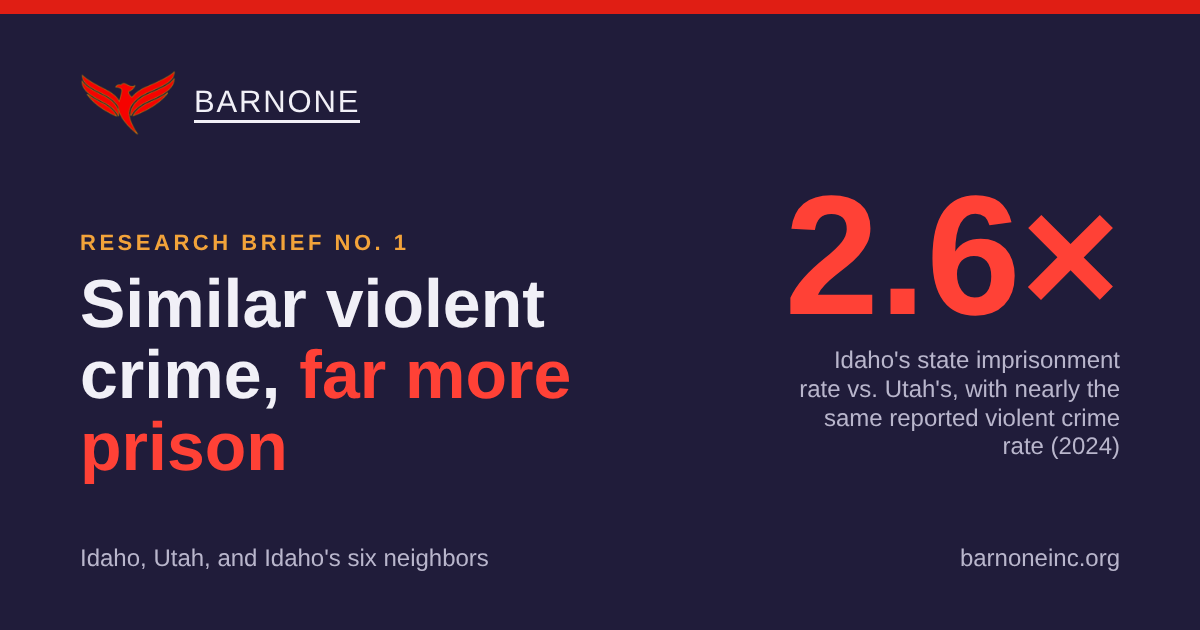 BARNONE
RESEARCH BRIEF NO. 1
Similar violent
crime, far more
prison
2.6×
Idaho's state imprisonment
rate vs. Utah's, with nearly the
same reported violent crime
rate (2024)
Idaho, Utah, and Idaho's six neighbors
barnoneinc.org